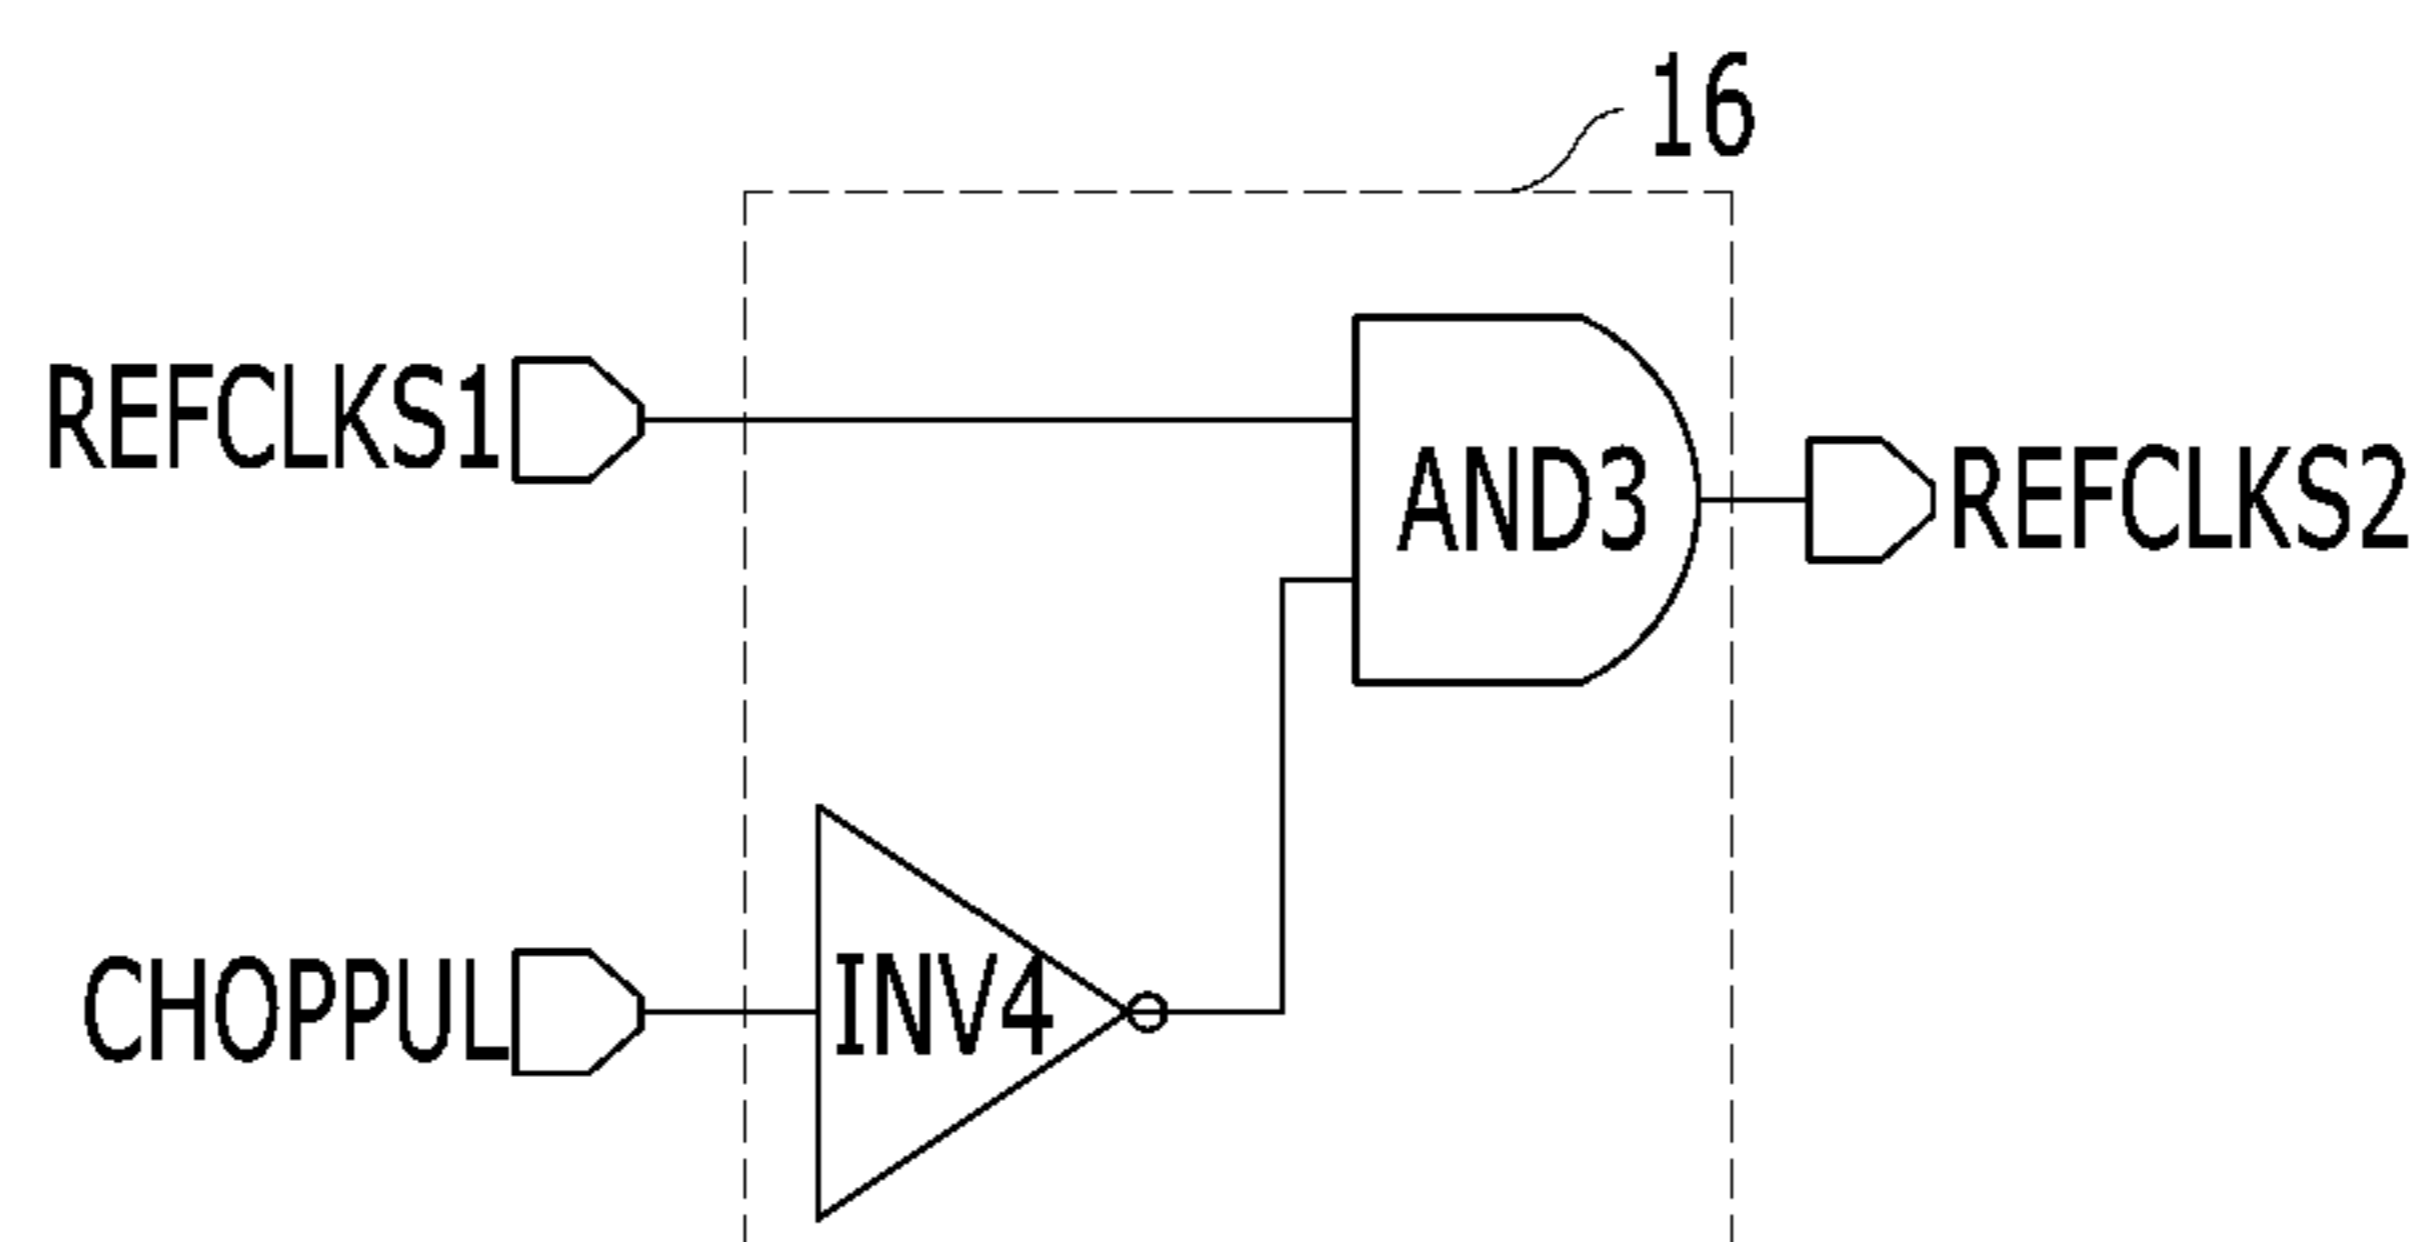 16
REFCLKS1
AND3
REFCLKS2
CHOPPUL
INV4